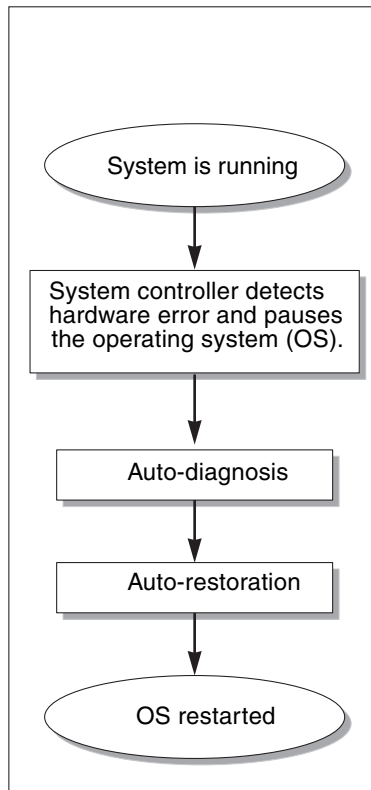 System is running
System controller detects
hardware error and pauses
the operating system (OS).
Auto-diagnosis
Auto-restoration
OS restarted